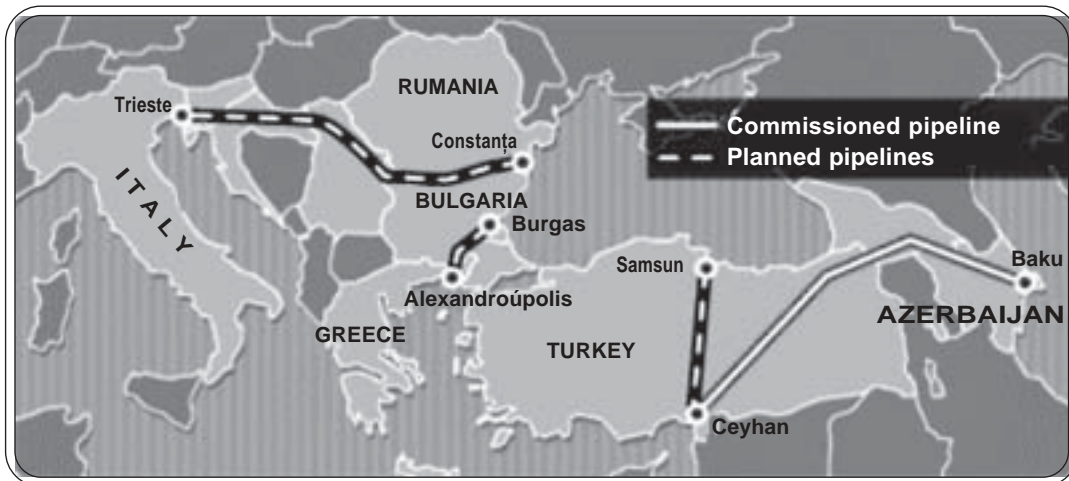 RUMANIA
Trieste
Commissioned pipeline
Constanța
Planned pipelines
ITALY
BULGARIA
Burgas
Baku
Samsun
Alexandroúpolis
AZERBAIJAN
GREECE
TURKEY
Ceyhan